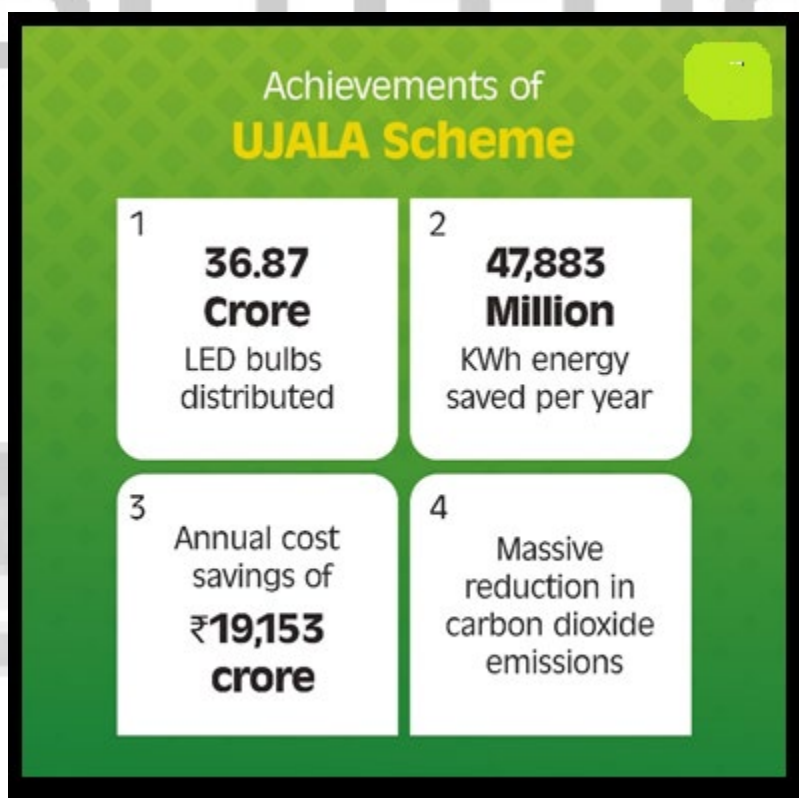 Achievements of
UJALA Scheme
1
36.87
Crore
LED bulbs
distributed
2
47,883
Million
KWh energy
saved per year
3
Annual cost
savings of
₹19,153
crore
4
Massive
reduction in
carbon dioxide
emissions